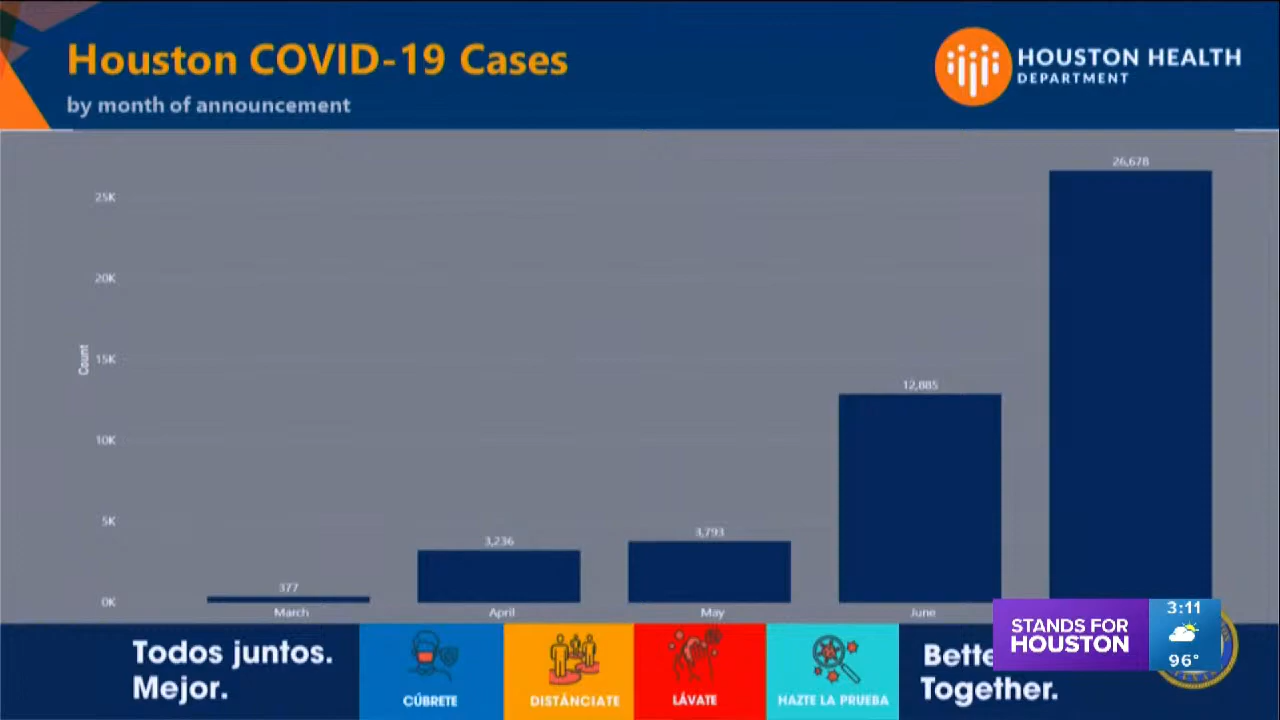 Houston COVID-19 Cases
by month of announcement
HOUSTON HEALTH
DEPARTMENT
26,678
25K
20K
Count
15K
12,885
10K
5K
3,793
3,236
377
0K
March
April
May
June
Todos juntos.
Mejor.
CÚBRETE
DISTÁNCIATE
LÁVATE
HAZTE LA PRUEBA
Together.
STANDS FOR
HOUSTON
3:11
96°